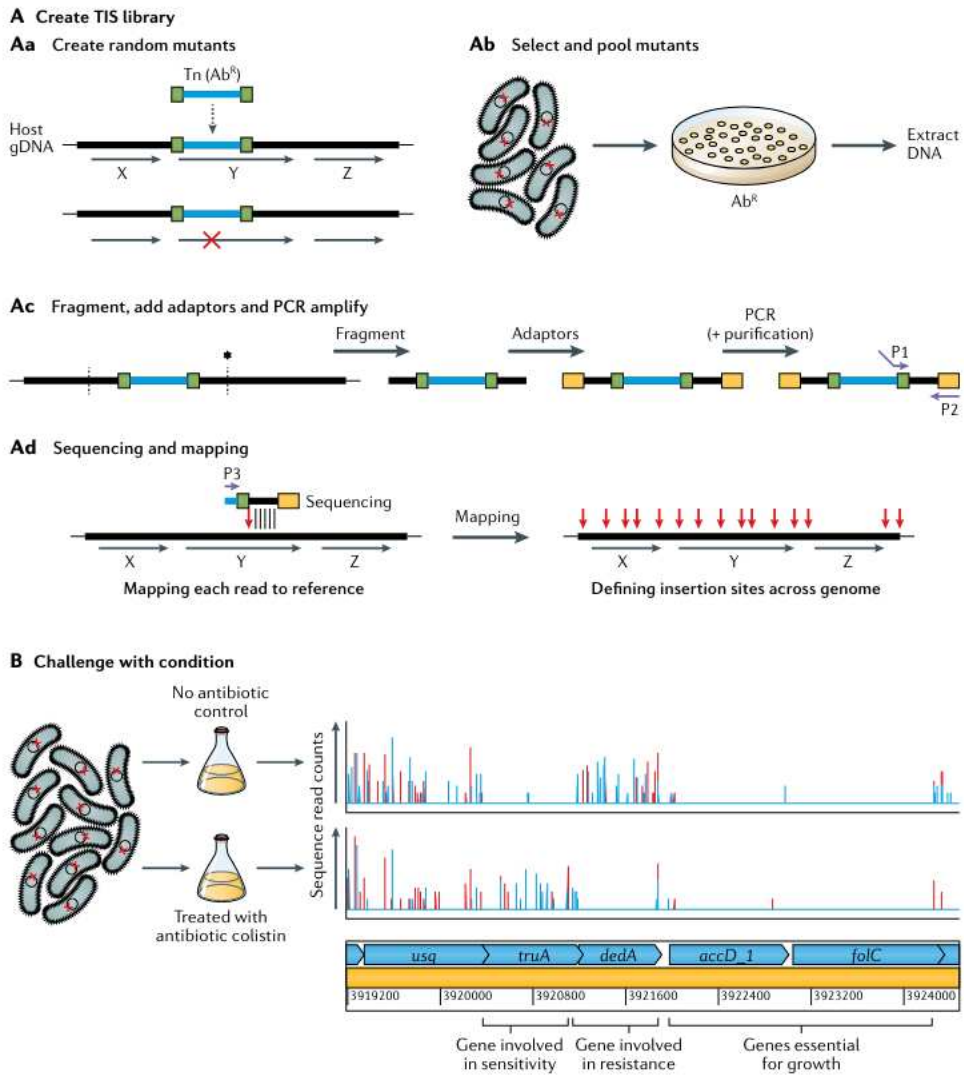 A Create TIS library
Aa Create random mutants
Tn (Ab^R)
Host
gDNA
X Y Z
Ab Select and pool mutants
Ab^R
Extract
DNA
Ac Fragment, add adaptors and PCR amplify
Fragment
Adaptors
PCR
(+ purification)
*
P1
P2
Ad Sequencing and mapping
P3
Sequencing
X Y Z
Mapping each read to reference
Mapping
X Y Z
Defining insertion sites across genome
B Challenge with condition
No antibiotic
control
Treated with
antibiotic colistin
Sequence read counts
usg truA dedA accD_1 folC
3919200 3920000 3920800 3921600 3922400 3923200 3924000
Gene involved
in sensitivity
Gene involved
in resistance
Genes essential
for growth